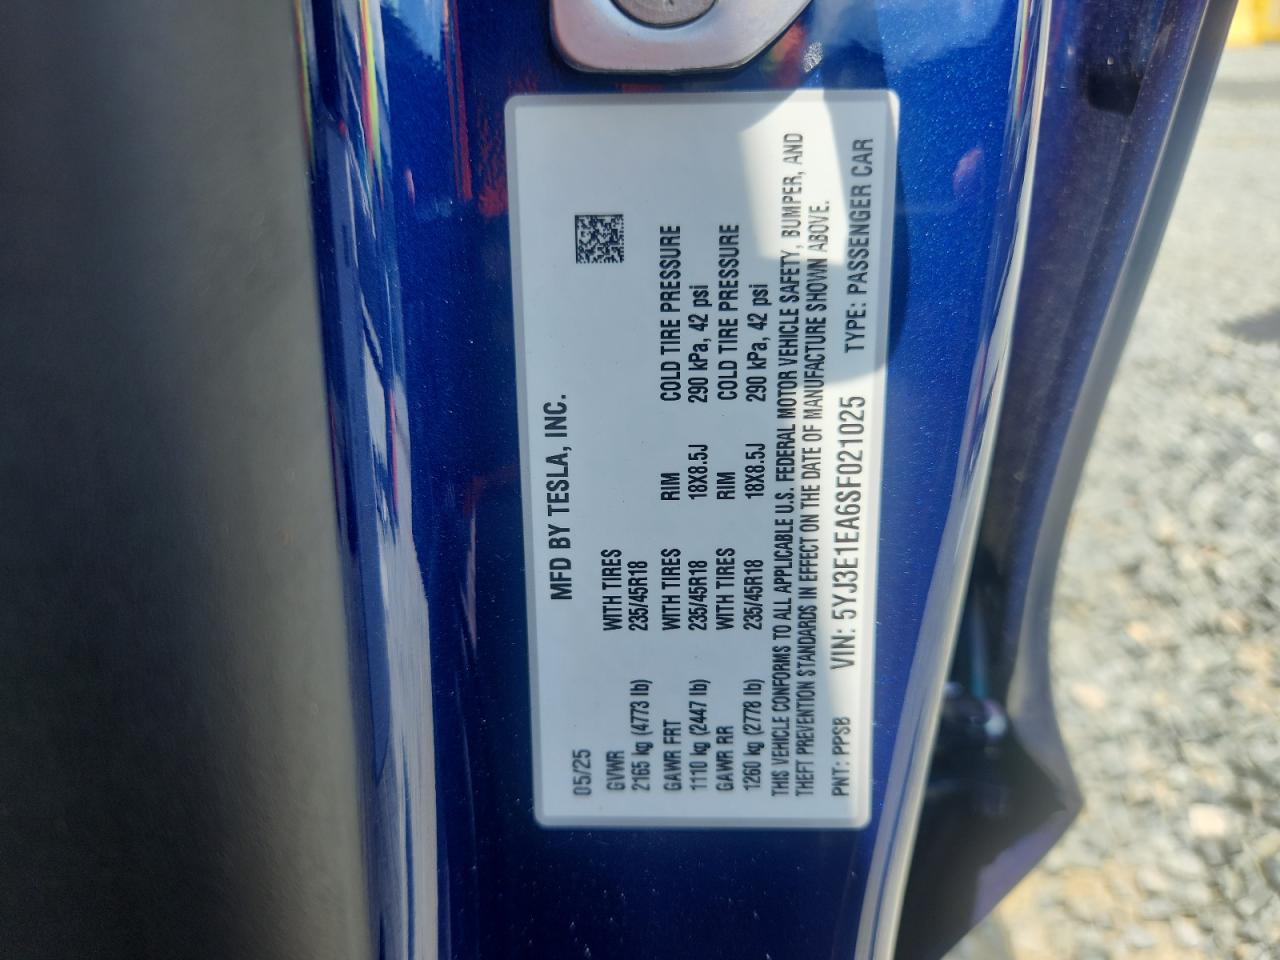 MFD BY TESLA, INC.
05/25
GVWR WITH TIRES
2165 kg (4773 lb) 235/45R18
GAWR FRT WITH TIRES RIM COLD TIRE PRESSURE
1110 kg (2447 lb) 235/45R18 18X8.5J 290 kPa, 42 psi
GAWR RR WITH TIRES RIM COLD TIRE PRESSURE
1260 kg (2778 lb) 235/45R18 18X8.5J 290 kPa, 42 psi
THIS VEHICLE CONFORMS TO ALL APPLICABLE U.S. FEDERAL MOTOR VEHICLE SAFETY, BUMPER, AND
THEFT PREVENTION STANDARDS IN EFFECT ON THE DATE OF MANUFACTURE SHOWN ABOVE.
PNT: PPSB VIN: 5YJ3E1EA6SF021025 TYPE: PASSENGER CAR